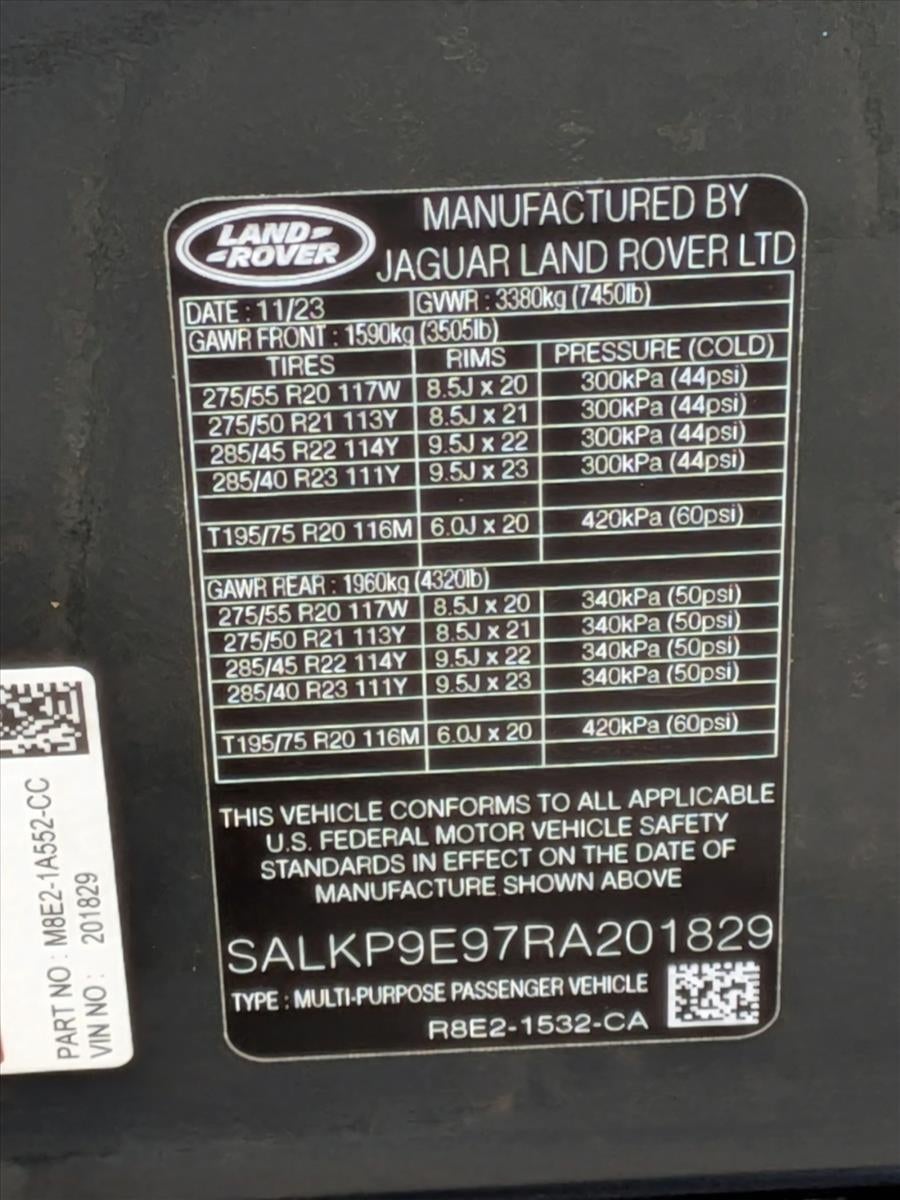 LAND-
-ROVER
MANUFACTURED BY
JAGUAR LAND ROVER LTD
DATE : 11/23 GVWR : 3380kg (7450lb)
GAWR FRONT : 1590kg (3505lb)
TIRES RIMS PRESSURE (COLD)
275/55 R20 117W 8.5J x 20 300kPa (44psi)
275/50 R21 113Y 8.5J x 21 300kPa (44psi)
285/45 R22 114Y 9.5J x 22 300kPa (44psi)
285/40 R23 111Y 9.5J x 23 300kPa (44psi)
T195/75 R20 116M 6.0J x 20 420kPa (60psi)
GAWR REAR : 1960kg (4320lb)
275/55 R20 117W 8.5J x 20 340kPa (50psi)
275/50 R21 113Y 8.5J x 21 340kPa (50psi)
285/45 R22 114Y 9.5J x 22 340kPa (50psi)
285/40 R23 111Y 9.5J x 23 340kPa (50psi)
T195/75 R20 116M 6.0J x 20 420kPa (60psi)
THIS VEHICLE CONFORMS TO ALL APPLICABLE
U.S. FEDERAL MOTOR VEHICLE SAFETY
STANDARDS IN EFFECT ON THE DATE OF
MANUFACTURE SHOWN ABOVE
SALKP9E97RA201829
TYPE : MULTI-PURPOSE PASSENGER VEHICLE
R8E2-1532-CA
PART NO : M8E2-1A552-CC
VIN NO : 201829